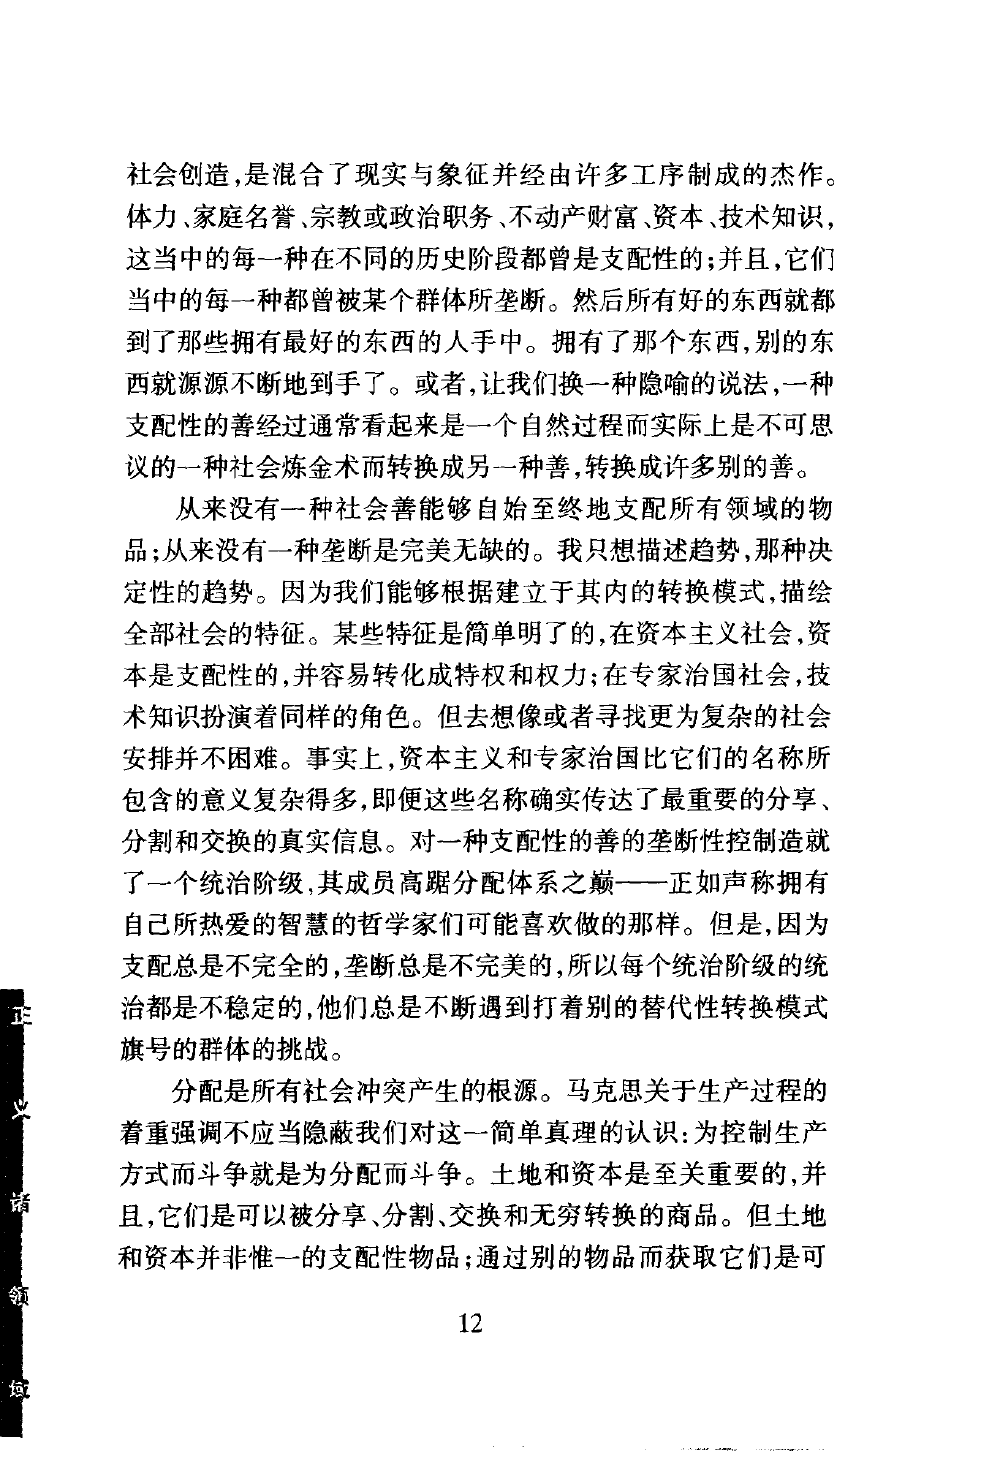 社会创造,是混合了现实与象征并经由许多工序制成的杰作。
体力、家庭名誉、宗教或政治职务、不动产财富、资本、技术知识,
这当中的每一种在不同的历史阶段都曾是支配性的;并且,它们
当中的每一种都曾被某个群体所垄断。然后所有好的东西就都
到了那些拥有最好的东西的人手中。拥有了那个东西,别的东
西就源源不断地到手了。或者,让我们换一种隐喻的说法,一种
支配性的善经过通常看起来是一个自然过程而实际上是不可思
议的一种社会炼金术而转换成另一种善,转换成许多别的善。
从来没有一种社会善能够自始至终地支配所有领域的物
品;从来没有一种垄断是完美无缺的。我只想描述趋势,那种决
定性的趋势。因为我们能够根据建立于其内的转换模式,描绘
全部社会的特征。某些特征是简单明了的,在资本主义社会,资
本是支配性的,并容易转化成特权和权力;在专家治国社会,技
术知识扮演着同样的角色。但去想像或者寻找更为复杂的社会
安排并不困难。事实上,资本主义和专家治国比它们的名称所
包含的意义复杂得多,即便这些名称确实传达了最重要的分享、
分割和交换的真实信息。对一种支配性的善的垄断性控制造就
了一个统治阶级,其成员高踞分配体系之巅——正如声称拥有
自己所热爱的智慧的哲学家们可能喜欢做的那样。但是,因为
支配总是不完全的,垄断总是不完美的,所以每个统治阶级的统
治都是不稳定的,他们总是不断遇到打着别的替代性转换模式
旗号的群体的挑战。
分配是所有社会冲突产生的根源。马克思关于生产过程的
着重强调不应当隐蔽我们对这一简单真理的认识:为控制生产
方式而斗争就是为分配而斗争。土地和资本是至关重要的,并
且,它们是可以被分享、分割、交换和无穷转换的商品。但土地
和资本并非惟一的支配性物品;通过别的物品而获取它们是可
12
正义诸领域